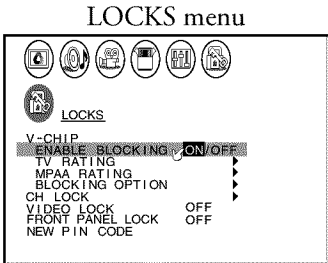 LOCKS menu
LOCKS
V-CHIP
ENABLE BLOCKING ON/OFF
TV RATING
MPAA RATING
BLOCKING OPTION
CH LOCK
VIDEO LOCK OFF
FRONT PANEL LOCK OFF
NEW PIN CODE